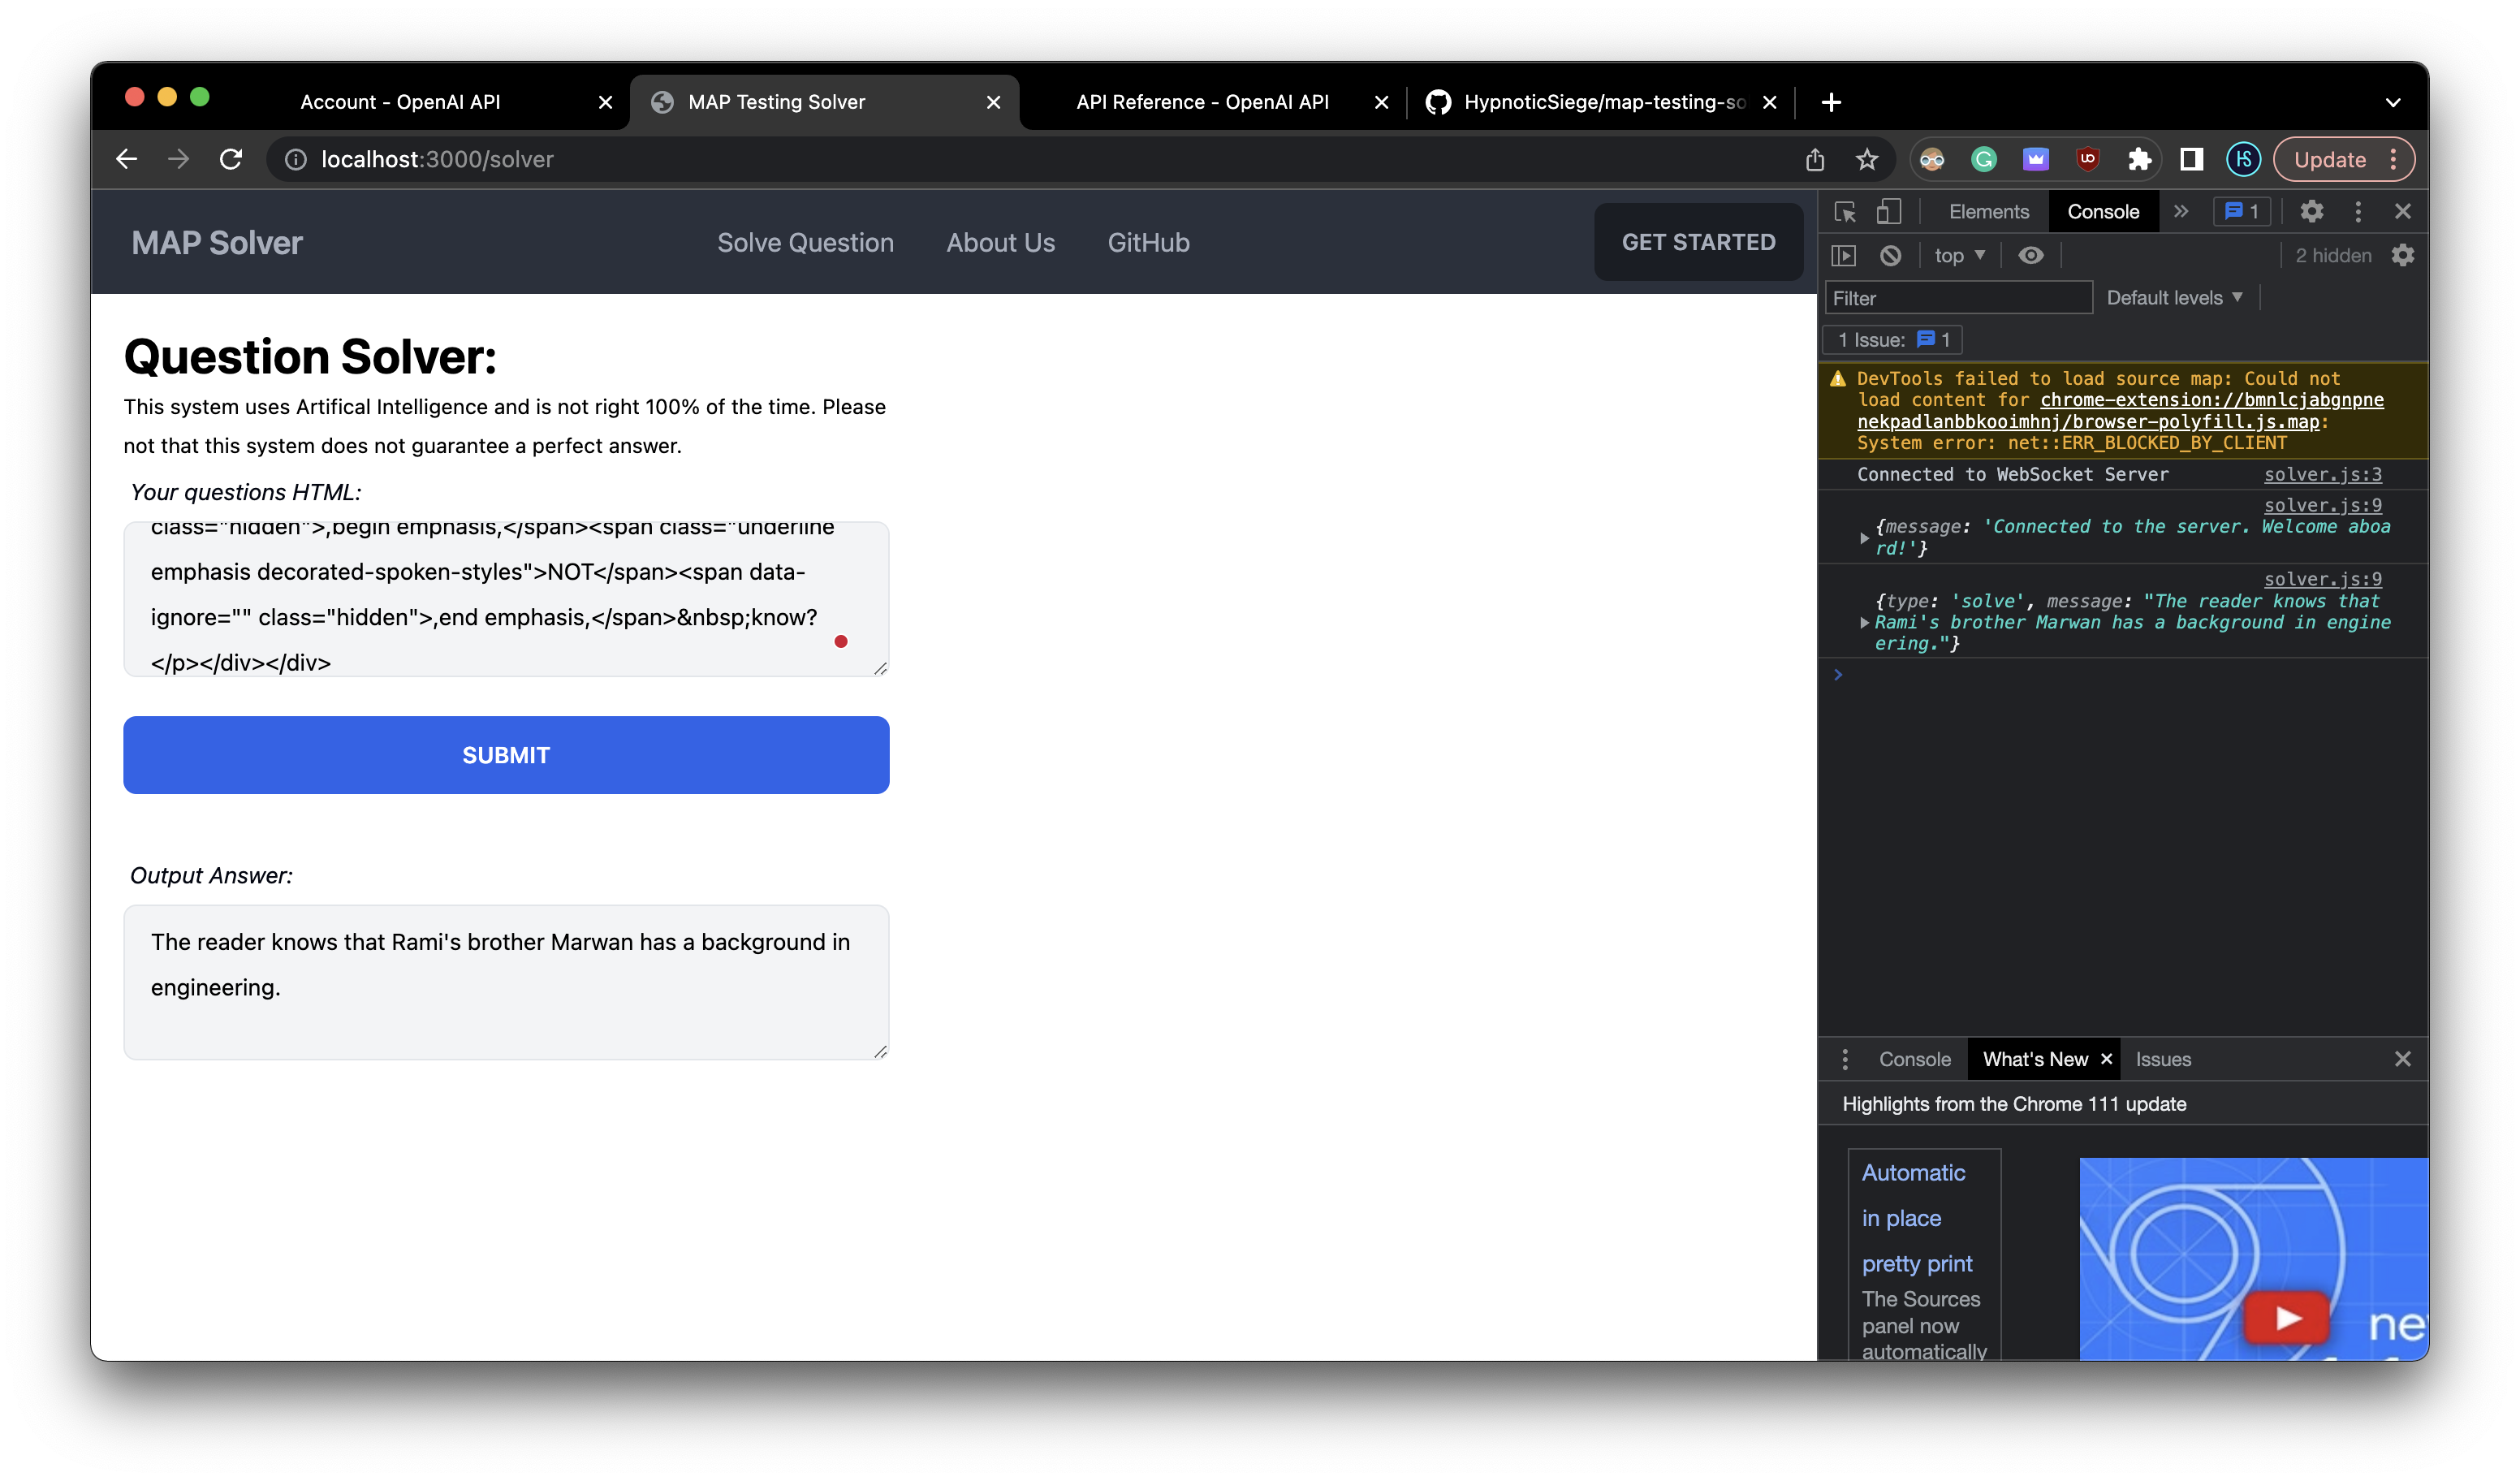 Account - OpenAI API
MAP Testing Solver
API Reference - OpenAI API
HypnoticSiege/map-testing-so
localhost:3000/solver
Update
MAP Solver
Solve Question
About Us
GitHub
GET STARTED
Question Solver:
This system uses Artifical Intelligence and is not right 100% of the time. Please
not that this system does not guarantee a perfect answer.
Your questions HTML:
class="hidden">,begin emphasis,</span><span class="underline
emphasis decorated-spoken-styles">NOT</span><span data-
ignore="" class="hidden">,end emphasis,</span>&nbsp;know?
</p></div></div>
SUBMIT
Output Answer:
The reader knows that Rami's brother Marwan has a background in
engineering.
Elements
Console
1
top
2 hidden
Filter
Default levels
1 Issue: 1
DevTools failed to load source map: Could not
load content for chrome-extension://bmnlcjabgnpne
nekpadlanbbkooimhnj/browser-polyfill.js.map:
System error: net::ERR_BLOCKED_BY_CLIENT
Connected to WebSocket Server solver.js:3
solver.js:9
{message: 'Connected to the server. Welcome aboa
rd!'}
solver.js:9
{type: 'solve', message: "The reader knows that
Rami's brother Marwan has a background in engine
ering."}
Console
What's New
Issues
Highlights from the Chrome 111 update
Automatic
in place
pretty print
The Sources
panel now
automatically